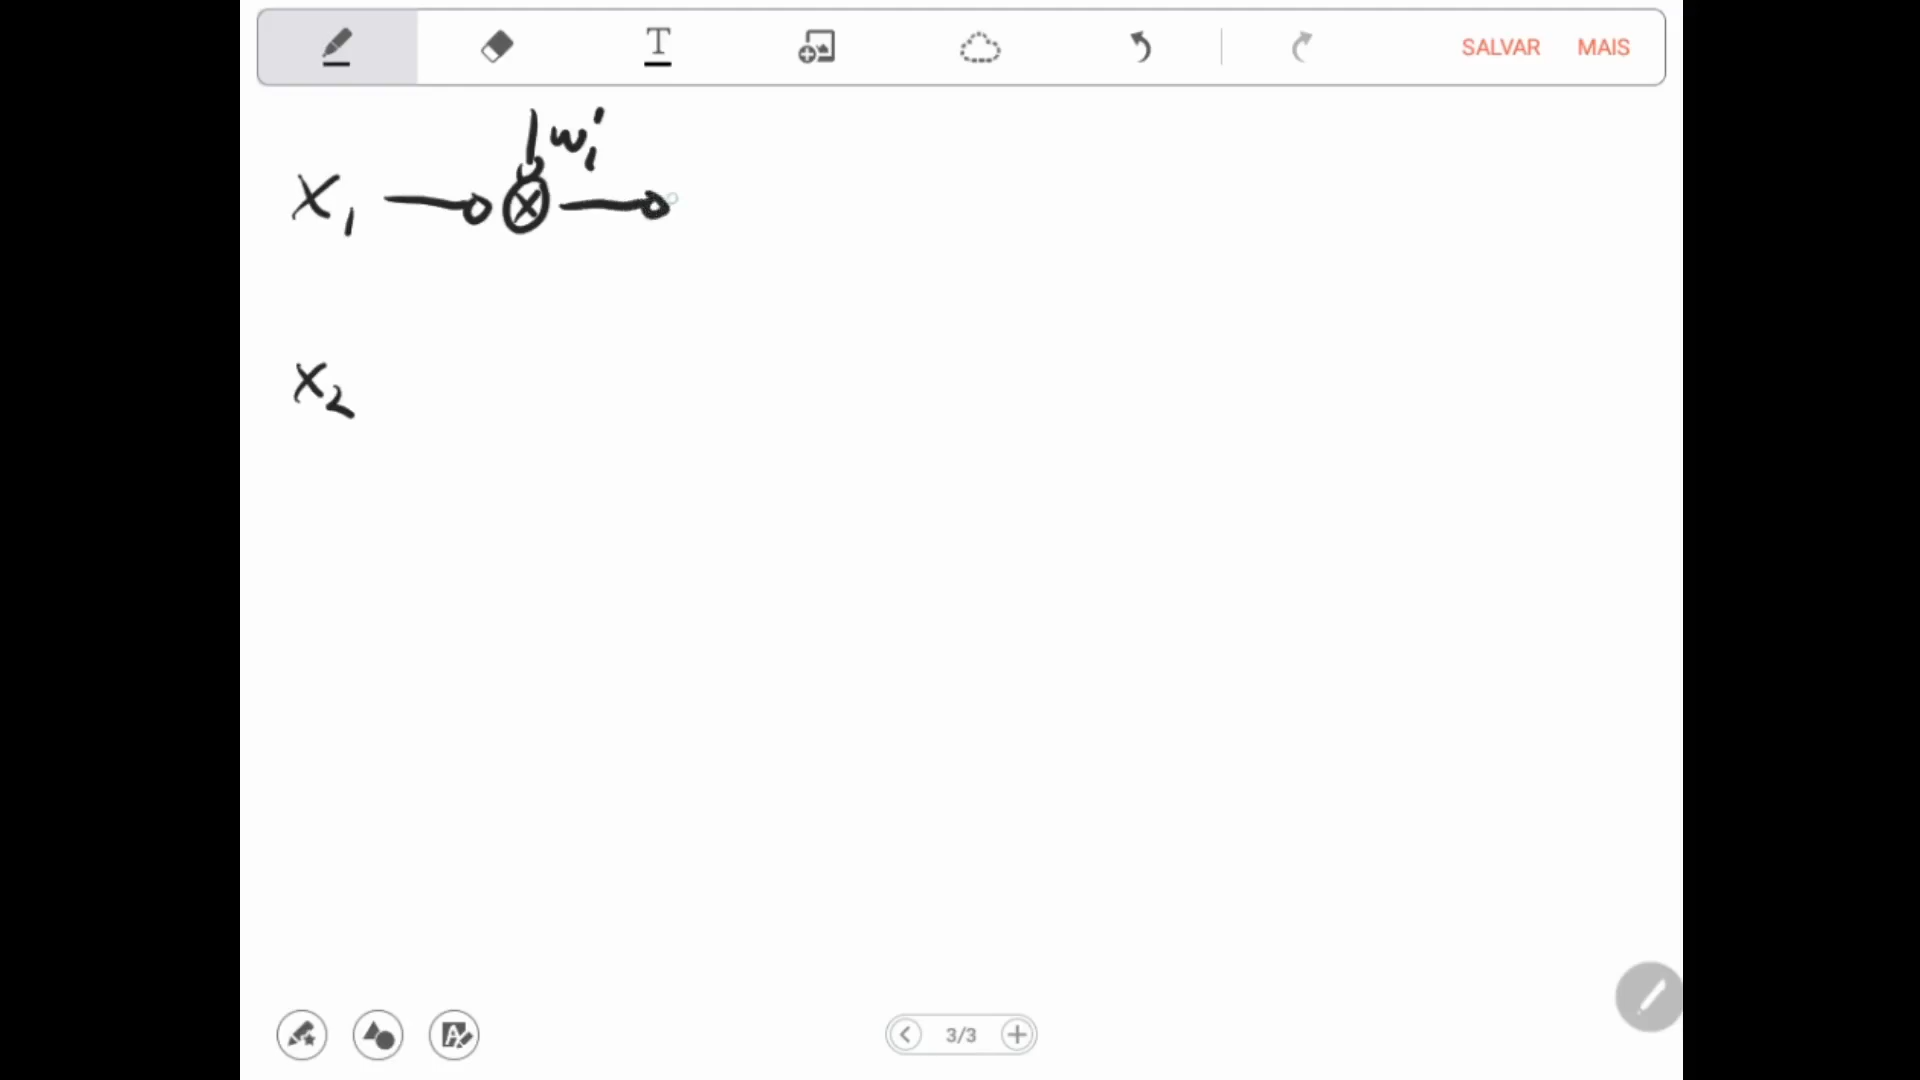 T SALVAR MAIS
w₁'
X₁
X₂
3/3